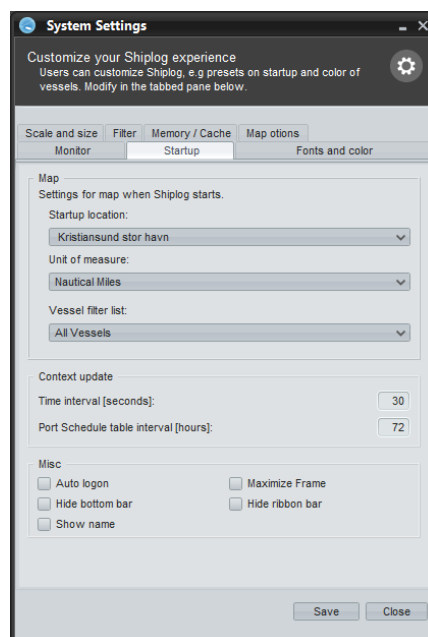 System Settings
Customize your Shiplog experience
Users can customize Shiplog, e.g presets on startup and color of
vessels. Modify in the tabbed pane below.
Scale and size Filter Memory / Cache Map otions
Monitor Startup Fonts and color
Map
Settings for map when Shiplog starts.
Startup location:
Kristiansund stor havn
Unit of measure:
Nautical Miles
Vessel filter list:
All Vessels
Context update
Time interval [seconds]: 30
Port Schedule table interval [hours]: 72
Misc
Auto logon Maximize Frame
Hide bottom bar Hide ribbon bar
Show name
Save Close